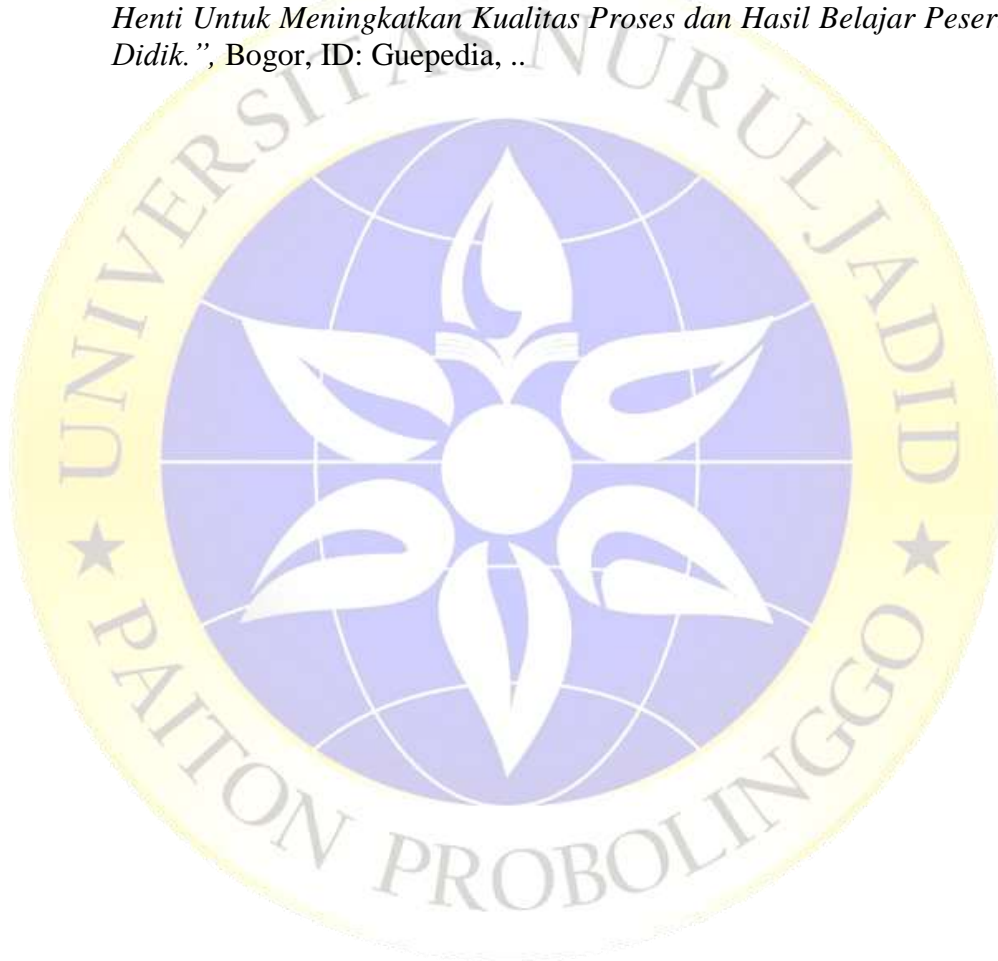 Henti Untuk Meningkatkan Kualitas Proses dan Hasil Belajar Peser
Didik.”, Bogor, ID: Guepedia, ..
UNIVERSITAS NURUL JADID
PAITON PROBOLINGGO